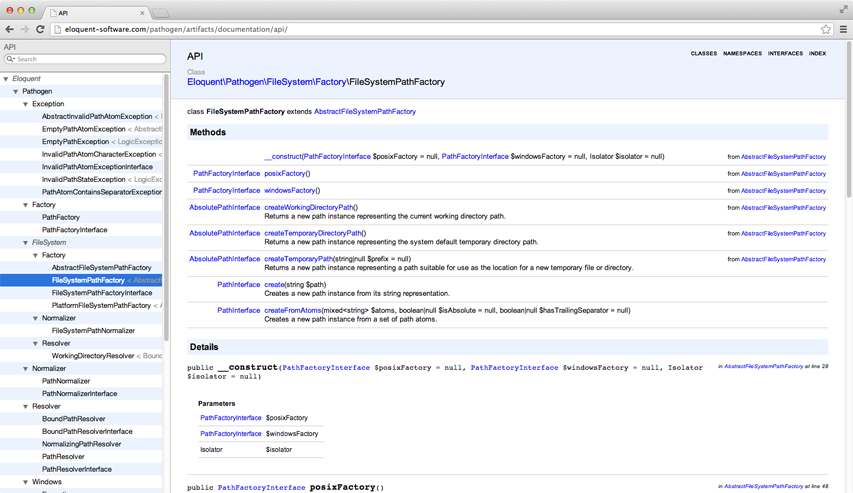 API
eloquent-software.com/pathogen/artifacts/documentation/api/
API
Search
Eloquent
Pathogen
Exception
AbstractInvalidPathAtomException <
EmptyPathAtomException < Abstrac
EmptyPathException < LogicExcept
InvalidPathAtomCharacterException <
InvalidPathAtomExceptionInterface
InvalidPathStateException < LogicExc
PathAtomContainsSeparatorException
Factory
PathFactory
PathFactoryInterface
FileSystem
Factory
AbstractFileSystemPathFactory
FileSystemPathFactory < Abstrac
FileSystemPathFactoryInterface
PlatformFileSystemPathFactory < A
Normalizer
FileSystemPathNormalizer
Resolver
WorkingDirectoryResolver < Boun
Normalizer
PathNormalizer
PathNormalizerInterface
Resolver
BoundPathResolver
BoundPathResolverInterface
NormalizingPathResolver
PathResolver
PathResolverInterface
Windows
API
CLASSES NAMESPACES INTERFACES INDEX
Class
Eloquent\Pathogen\FileSystem\Factory\FileSystemPathFactory
class FileSystemPathFactory extends AbstractFileSystemPathFactory
Methods
__construct(PathFactoryInterface $posixFactory = null, PathFactoryInterface $windowsFactory = null, Isolator $isolator = null) from AbstractFileSystemPathFactory
PathFactoryInterface posixFactory() from AbstractFileSystemPathFactory
PathFactoryInterface windowsFactory() from AbstractFileSystemPathFactory
AbsolutePathInterface createWorkingDirectoryPath() from AbstractFileSystemPathFactory
Returns a new path instance representing the current working directory path.
AbsolutePathInterface createTemporaryDirectoryPath() from AbstractFileSystemPathFactory
Returns a new path instance representing the system default temporary directory path.
AbsolutePathInterface createTemporaryPath(string|null $prefix = null) from AbstractFileSystemPathFactory
Returns a new path instance representing a path suitable for use as the location for a new temporary file or directory.
PathInterface create(string $path)
Creates a new path instance from its string representation.
PathInterface createFromAtoms(mixed<string> $atoms, boolean|null $isAbsolute = null, boolean|null $hasTrailingSeparator = null)
Creates a new path instance from a set of path atoms.
Details
public __construct(PathFactoryInterface $posixFactory = null, PathFactoryInterface $windowsFactory = null, Isolator in AbstractFileSystemPathFactory at line 28
$isolator = null)
Parameters
PathFactoryInterface $posixFactory
PathFactoryInterface $windowsFactory
Isolator $isolator
public PathFactoryInterface posixFactory() in AbstractFileSystemPathFactory at line 48